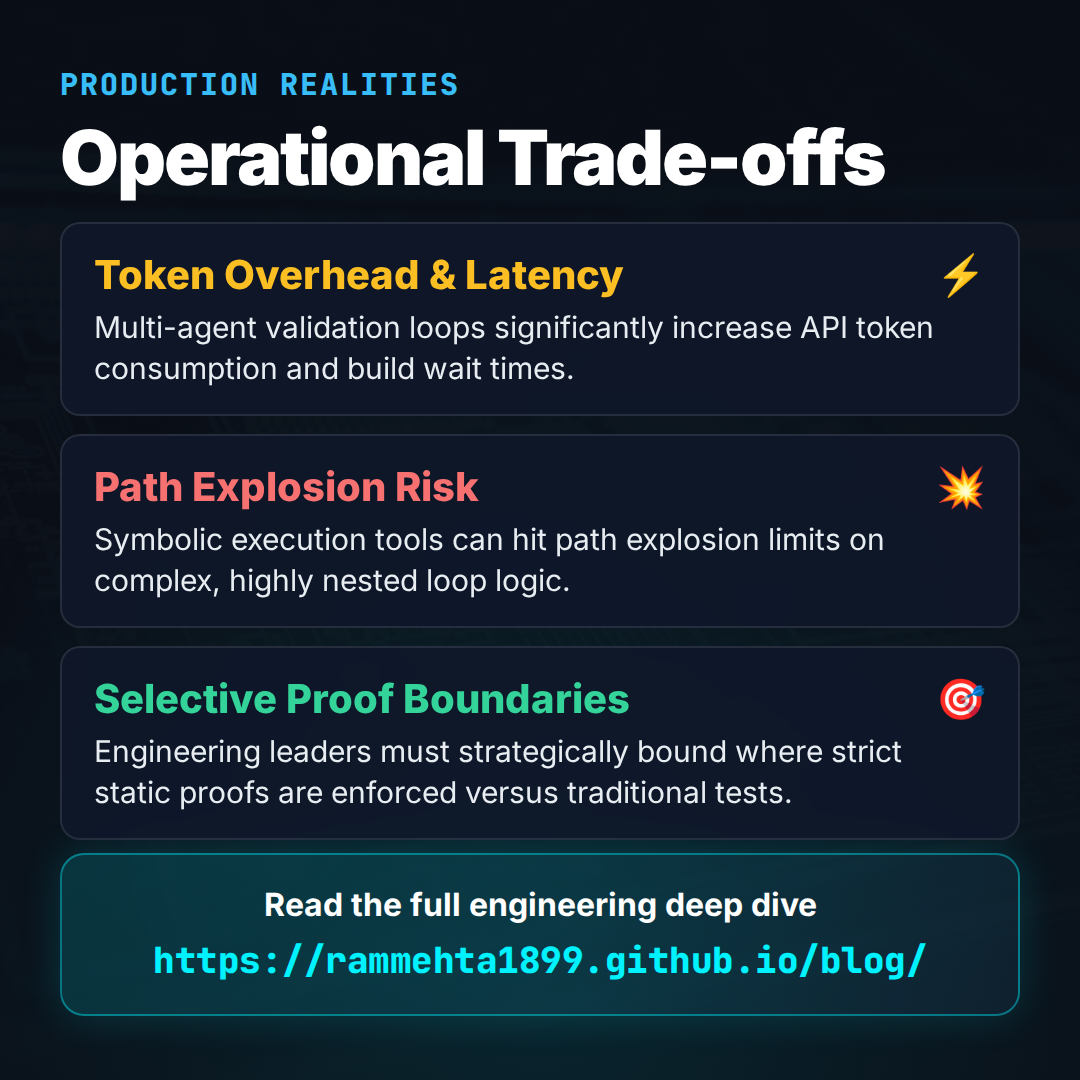 PRODUCTION REALITIES
Operational Trade-offs
Token Overhead & Latency ⚡
Multi-agent validation loops significantly increase API token
consumption and build wait times.
Path Explosion Risk 💥
Symbolic execution tools can hit path explosion limits on
complex, highly nested loop logic.
Selective Proof Boundaries 🎯
Engineering leaders must strategically bound where strict
static proofs are enforced versus traditional tests.
Read the full engineering deep dive
https://rammehta1899.github.io/blog/